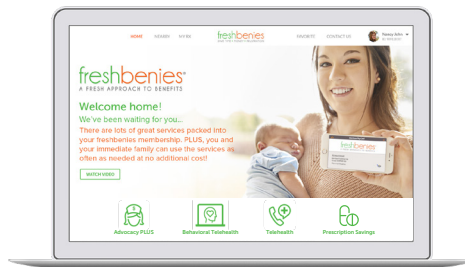 HOME
freshbenies
FAVORITES CONTACT US
Nancy John
freshbenies®
A FRESH APPROACH TO BENEFITS
Welcome home!
We've been waiting for you...
There are lots of great services packed into
your freshbenies membership. PLUS, you and
your immediate family can use the services as
often as needed at no additional cost!
WATCH VIDEO
freshbenies
Advocacy PLUS Behavioral Telehealth Telehealth Prescription Savings